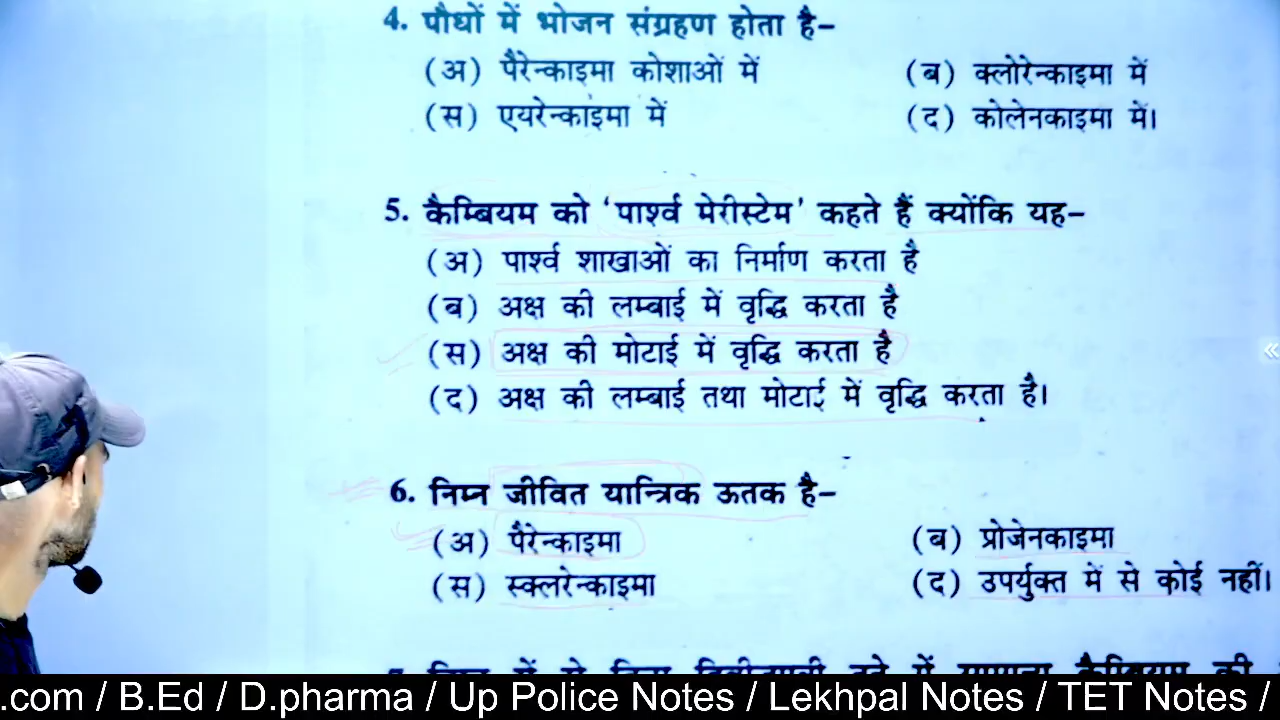 4. पौधों में भोजन संग्रहण होता है-
(अ) पैरेन्काइमा कोशाओं में (ब) क्लोरेन्काइमा में
(स) एयरेन्काइमा में (द) कोलेनकाइमा में।
5. कैम्बियम को ‘पार्श्व मेरीस्टेम’ कहते हैं क्योंकि यह-
(अ) पार्श्व शाखाओं का निर्माण करता है
(ब) अक्ष की लम्बाई में वृद्धि करता है
(स) अक्ष की मोटाई में वृद्धि करता है
(द) अक्ष की लम्बाई तथा मोटाई में वृद्धि करता है।
6. निम्न जीवित यान्त्रिक ऊतक है-
(अ) पैरेन्काइमा (ब) प्रोजेनकाइमा
(स) स्क्लरेन्काइमा (द) उपर्युक्त में से कोई नहीं।
.com / B.Ed / D.pharma / Up Police Notes / Lekhpal Notes / TET Notes /